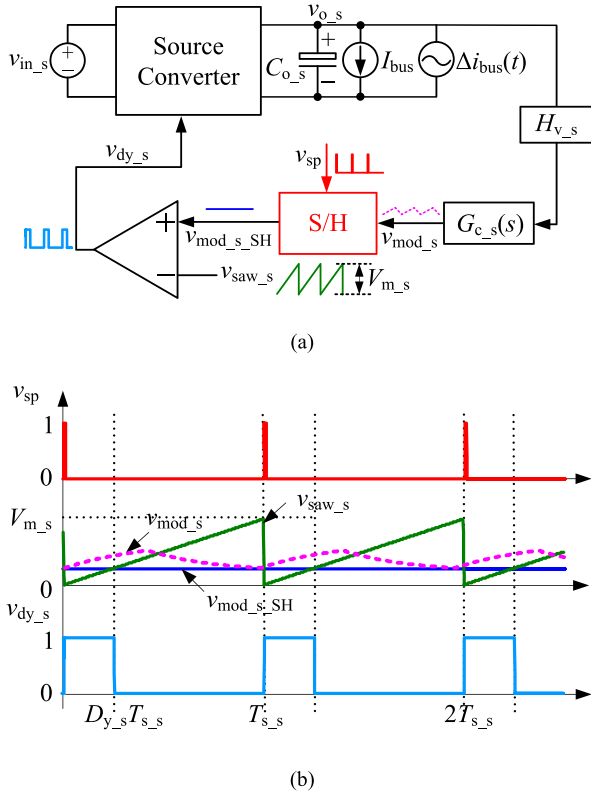 v_o_s
Source
Converter
v_in_s
+
−
+
−
C_o_s
I_bus
Δi_bus(t)
H_v_s
v_dy_s
v_sp
S/H
v_mod_s_SH
v_mod_s
G_c_s(s)
+
−
v_saw_s
V_m_s
(a)
v_sp
1
0
V_m_s
v_mod_s
v_saw_s
0
v_mod_s_SH
v_dy_s
1
0
D_y_sT_s_s
T_s_s
2T_s_s
(b)